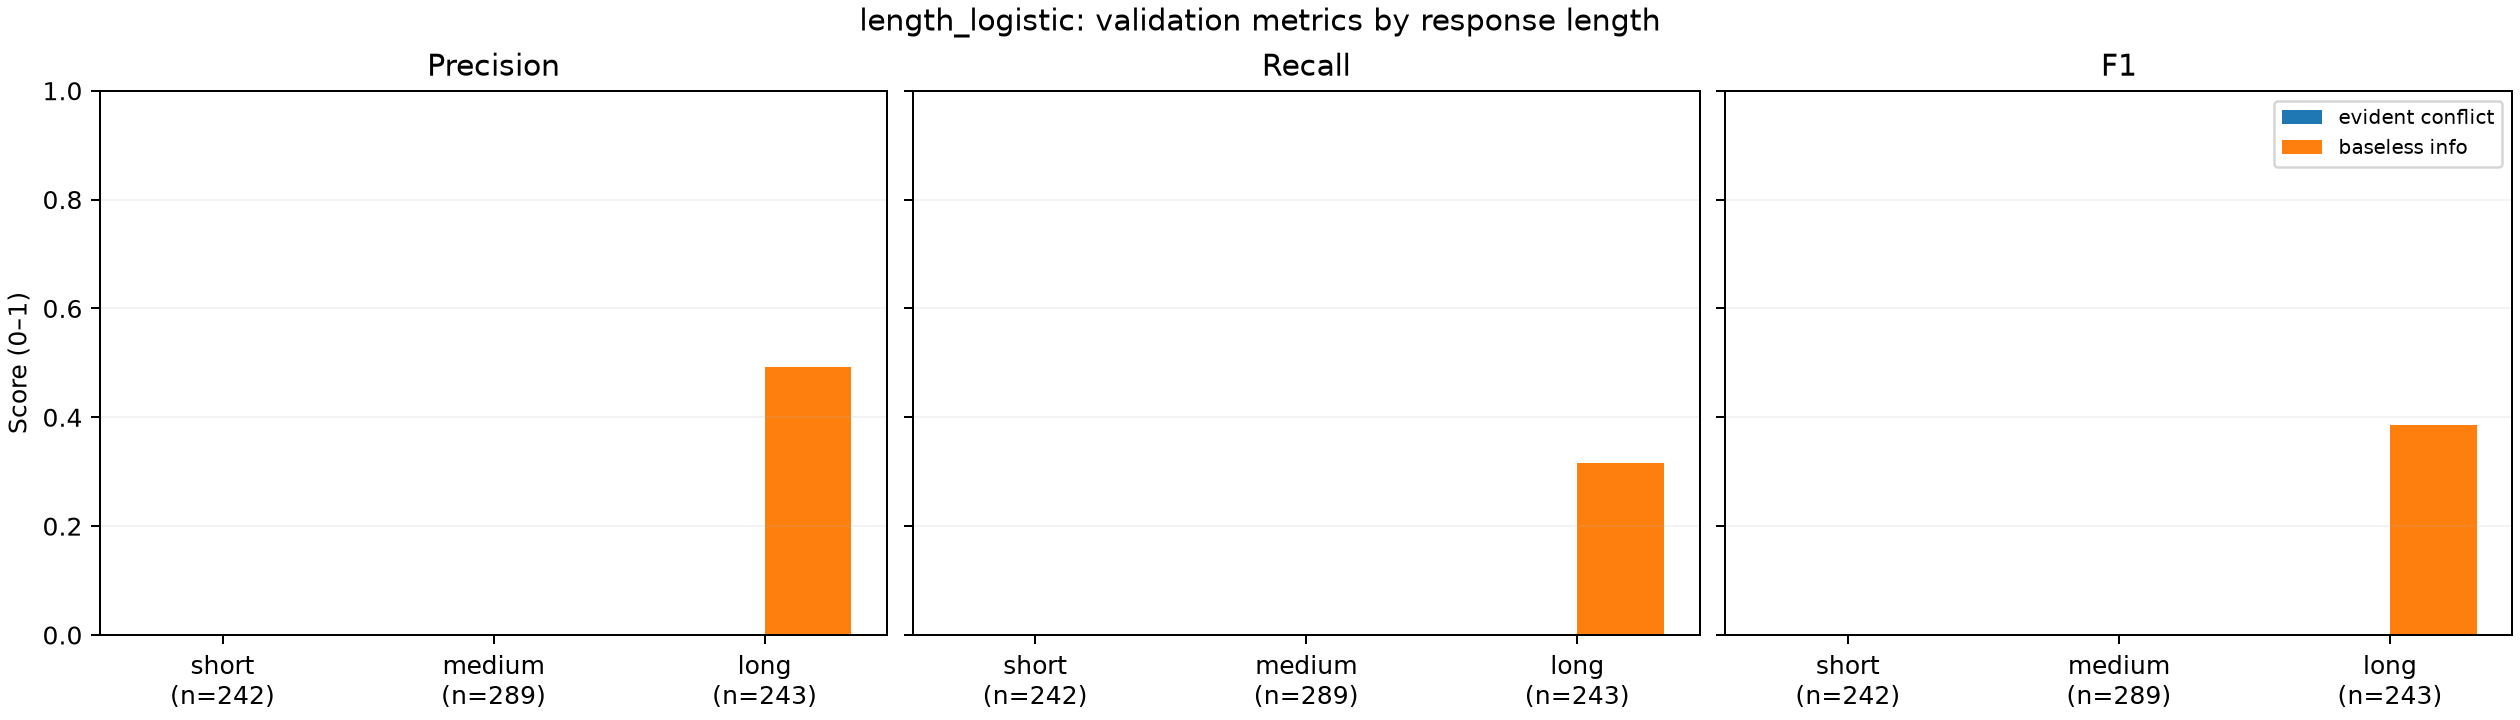 length_logistic: validation metrics by response length
Precision
Recall
F1
Score (0–1)
1.0
0.8
0.6
0.4
0.2
0.0
evident conflict
baseless info
short
(n=242)
medium
(n=289)
long
(n=243)
short
(n=242)
medium
(n=289)
long
(n=243)
short
(n=242)
medium
(n=289)
long
(n=243)